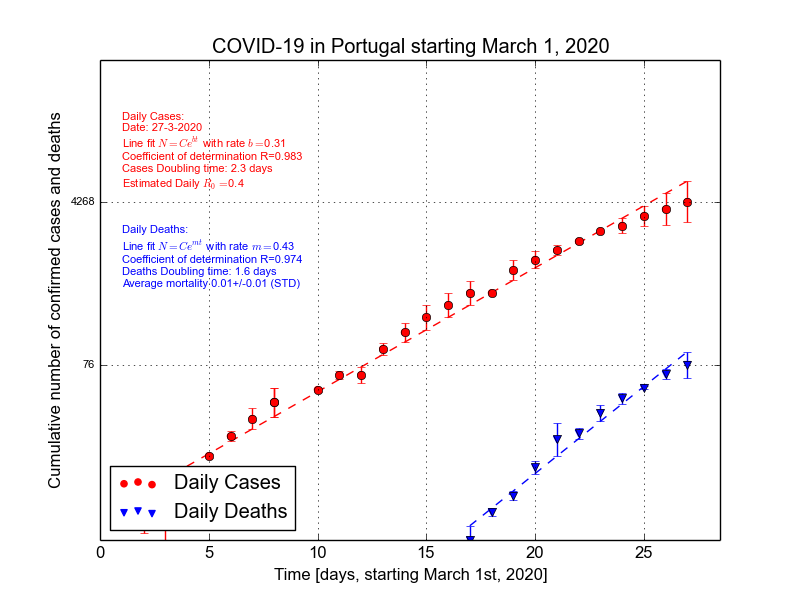 COVID-19 in Portugal starting March 1, 2020
Cumulative number of confirmed cases and deaths
4268
76
Daily Cases:
Date: 27-3-2020
Line fit N = Ce^{bt} with rate b = 0.31
Coefficient of determination R=0.983
Cases Doubling time: 2.3 days
Estimated Daily R_0 = 0.4
Daily Deaths:
Line fit N = Ce^{mt} with rate m = 0.43
Coefficient of determination R=0.974
Deaths Doubling time: 1.6 days
Average mortality 0.01+/-0.01 (STD)
Daily Cases
Daily Deaths
0 5 10 15 20 25
Time [days, starting March 1st, 2020]